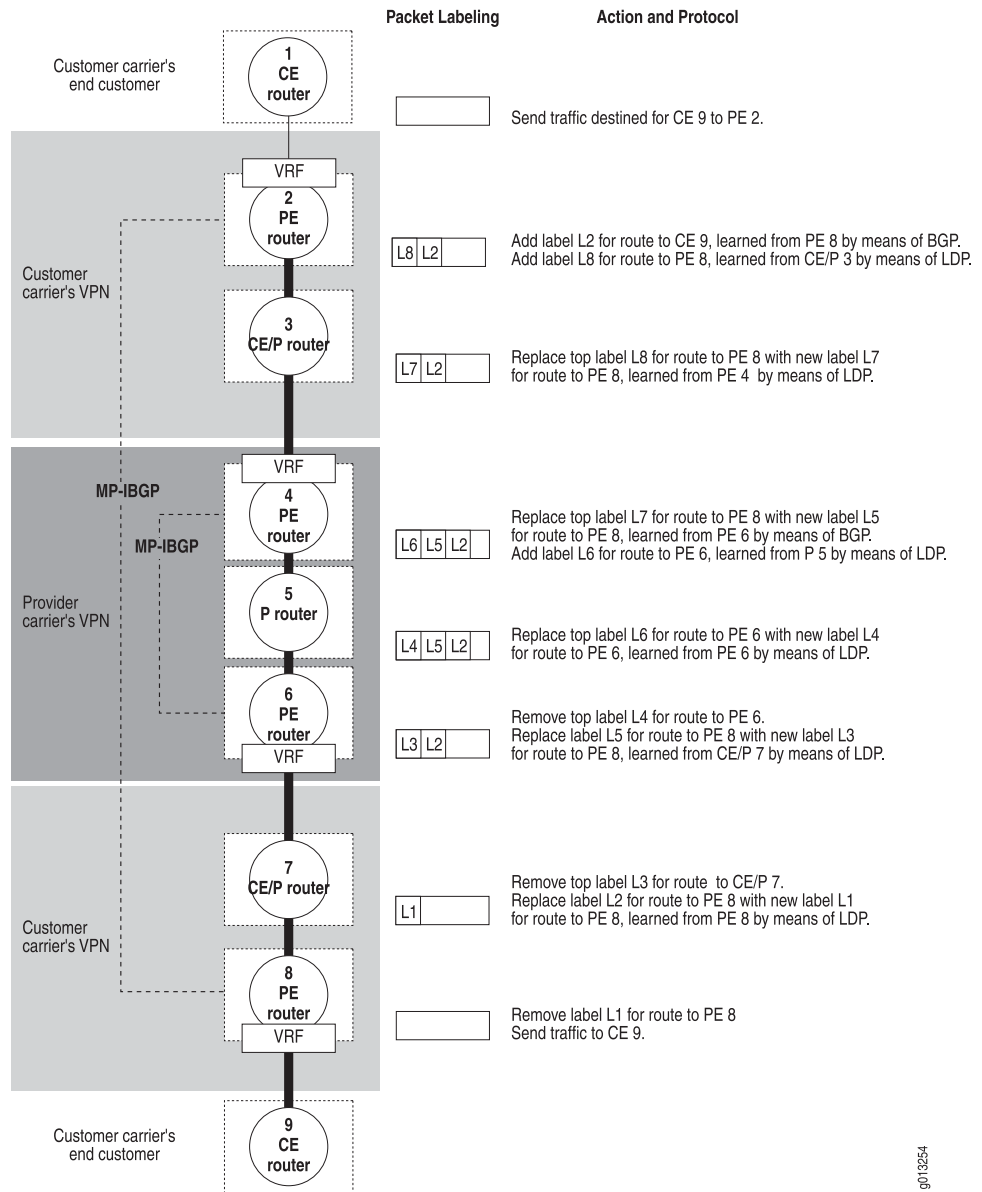 Packet Labeling
Action and Protocol
Customer carrier's
end customer
1
CE
router
Send traffic destined for CE 9 to PE 2.
VRF
2
PE
router
L8 L2
Add label L2 for route to CE 9, learned from PE 8 by means of BGP.
Add label L8 for route to PE 8, learned from CE/P 3 by means of LDP.
Customer
carrier's VPN
3
CE/P router
L7 L2
Replace top label L8 for route to PE 8 with new label L7
for route to PE 8, learned from PE 4 by means of LDP.
VRF
MP-IBGP
4
PE
router
MP-IBGP
L6 L5 L2
Replace top label L7 for route to PE 8 with new label L5
for route to PE 8, learned from PE 6 by means of BGP.
Add label L6 for route to PE 6, learned from P 5 by means of LDP.
Provider
carrier's VPN
5
P router
L4 L5 L2
Replace top label L6 for route to PE 6 with new label L4
for route to PE 6, learned from PE 6 by means of LDP.
6
PE
router
VRF
L3 L2
Remove top label L4 for route to PE 6.
Replace label L5 for route to PE 8 with new label L3
for route to PE 8, learned from CE/P 7 by means of LDP.
7
CE/P router
L1
Remove top label L3 for route to CE/P 7.
Replace label L2 for route to PE 8 with new label L1
for route to PE 8, learned from PE 8 by means of LDP.
Customer
carrier's VPN
8
PE
router
VRF
Remove label L1 for route to PE 8
Send traffic to CE 9.
Customer carrier's
end customer
9
CE
router
g013254